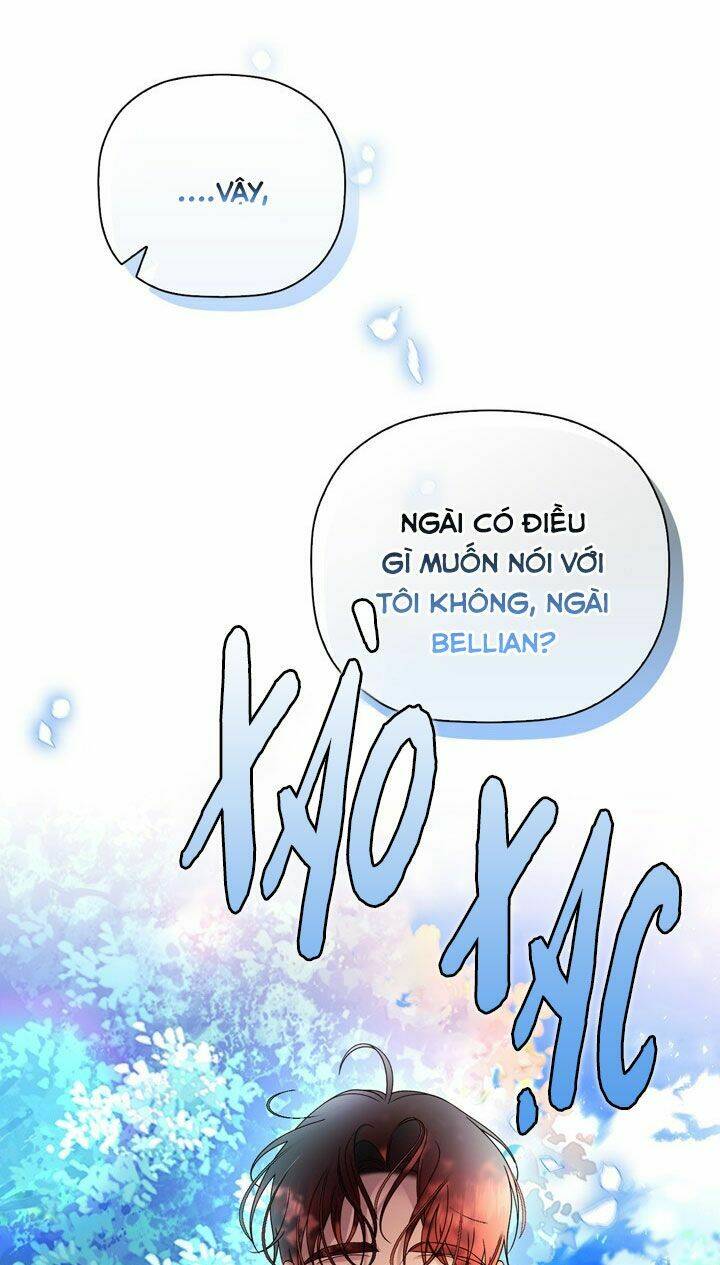 ....VẬY,
NGÀI CÓ ĐIỀU
GÌ MUỐN NÓI VỚI
TÔI KHÔNG, NGÀI
BELLIAN?
XÀO
XẠC